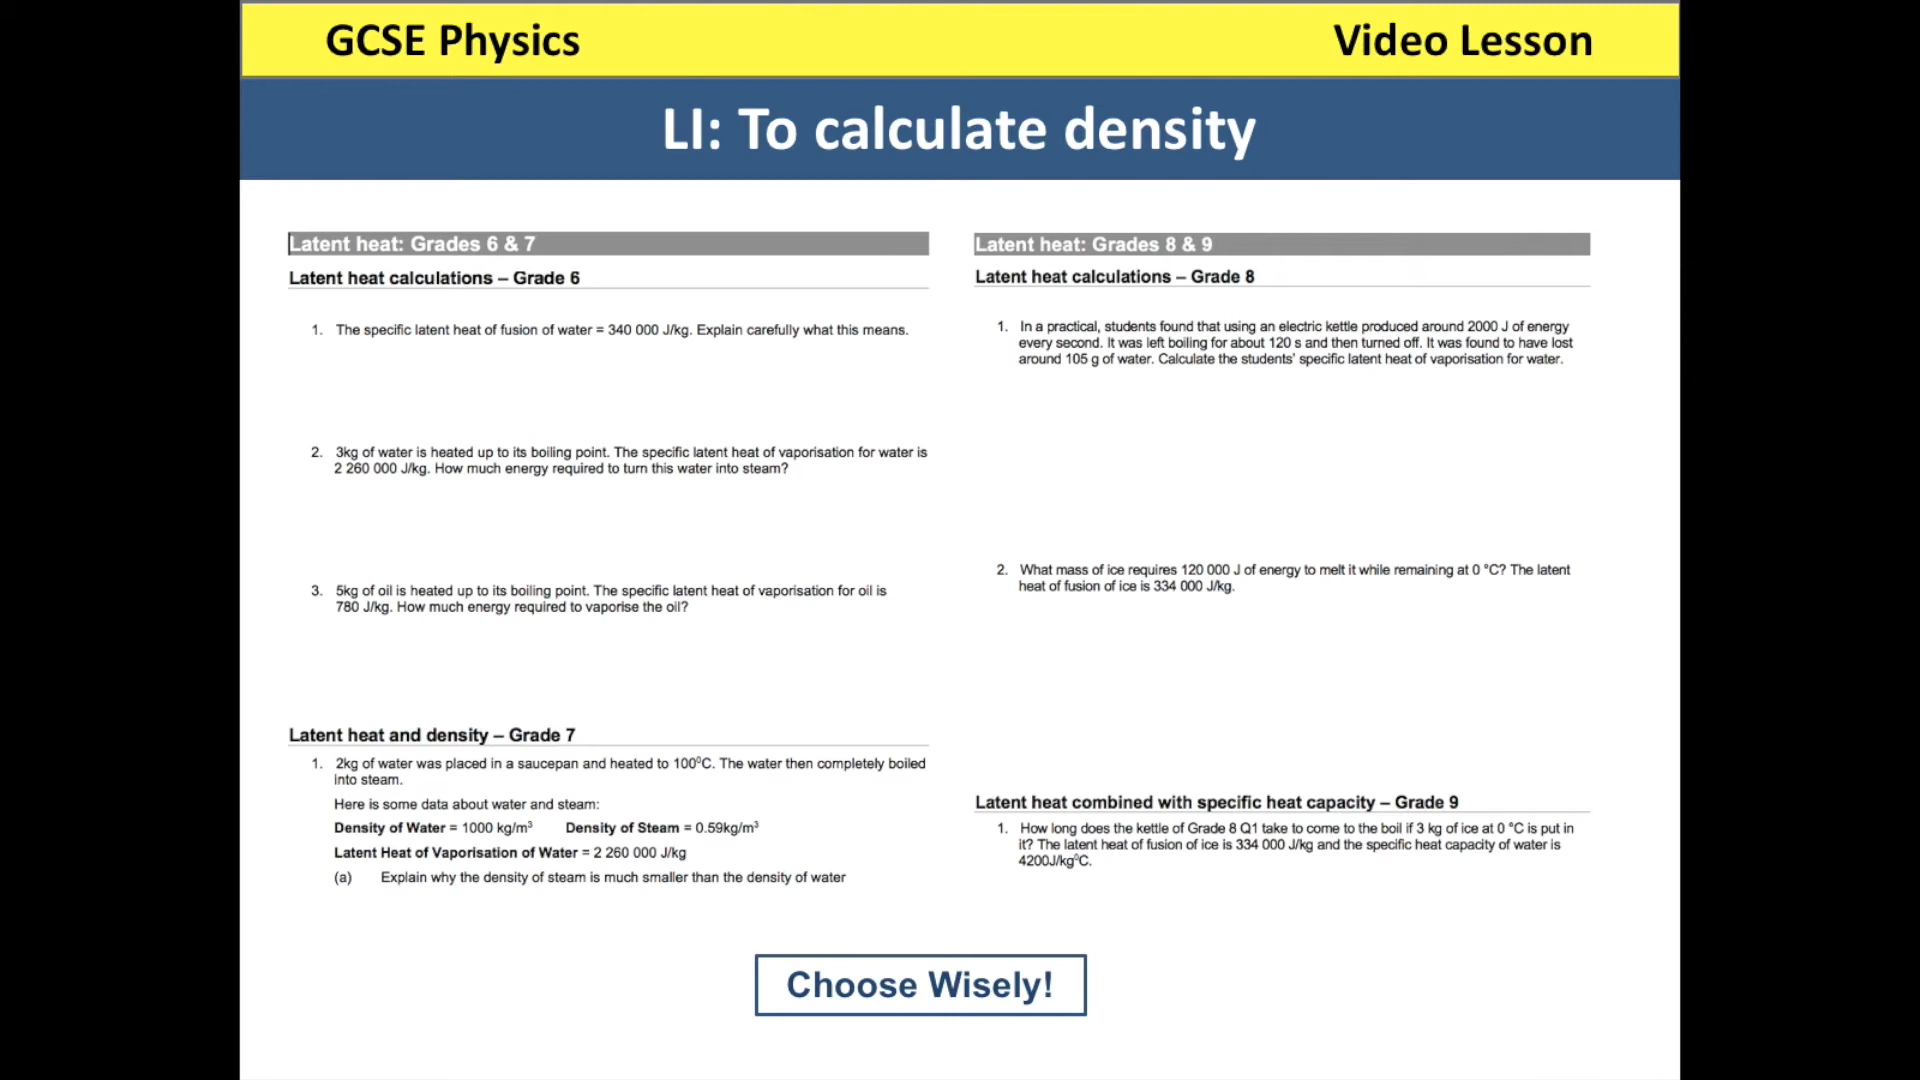 GCSE Physics
Video Lesson
LI: To calculate density
Latent heat: Grades 6 & 7
Latent heat calculations – Grade 6
1. The specific latent heat of fusion of water = 340 000 J/kg. Explain carefully what this means.
2. 3kg of water is heated up to its boiling point. The specific latent heat of vaporisation for water is
2 260 000 J/kg. How much energy required to turn this water into steam?
3. 5kg of oil is heated up to its boiling point. The specific latent heat of vaporisation for oil is
780 J/kg. How much energy required to vaporise the oil?
Latent heat and density – Grade 7
1. 2kg of water was placed in a saucepan and heated to 100⁰C. The water then completely boiled
into steam.
Here is some data about water and steam:
Density of Water = 1000 kg/m³ Density of Steam = 0.59kg/m³
Latent Heat of Vaporisation of Water = 2 260 000 J/kg
(a) Explain why the density of steam is much smaller than the density of water
Latent heat: Grades 8 & 9
Latent heat calculations – Grade 8
1. In a practical, students found that using an electric kettle produced around 2000 J of energy
every second. It was left boiling for about 120 s and then turned off. It was found to have lost
around 105 g of water. Calculate the students' specific latent heat of vaporisation for water.
2. What mass of ice requires 120 000 J of energy to melt it while remaining at 0 °C? The latent
heat of fusion of ice is 334 000 J/kg.
Latent heat combined with specific heat capacity – Grade 9
1. How long does the kettle of Grade 8 Q1 take to come to the boil if 3 kg of ice at 0 °C is put in
it? The latent heat of fusion of ice is 334 000 J/kg and the specific heat capacity of water is
4200J/kg⁰C.
Choose Wisely!